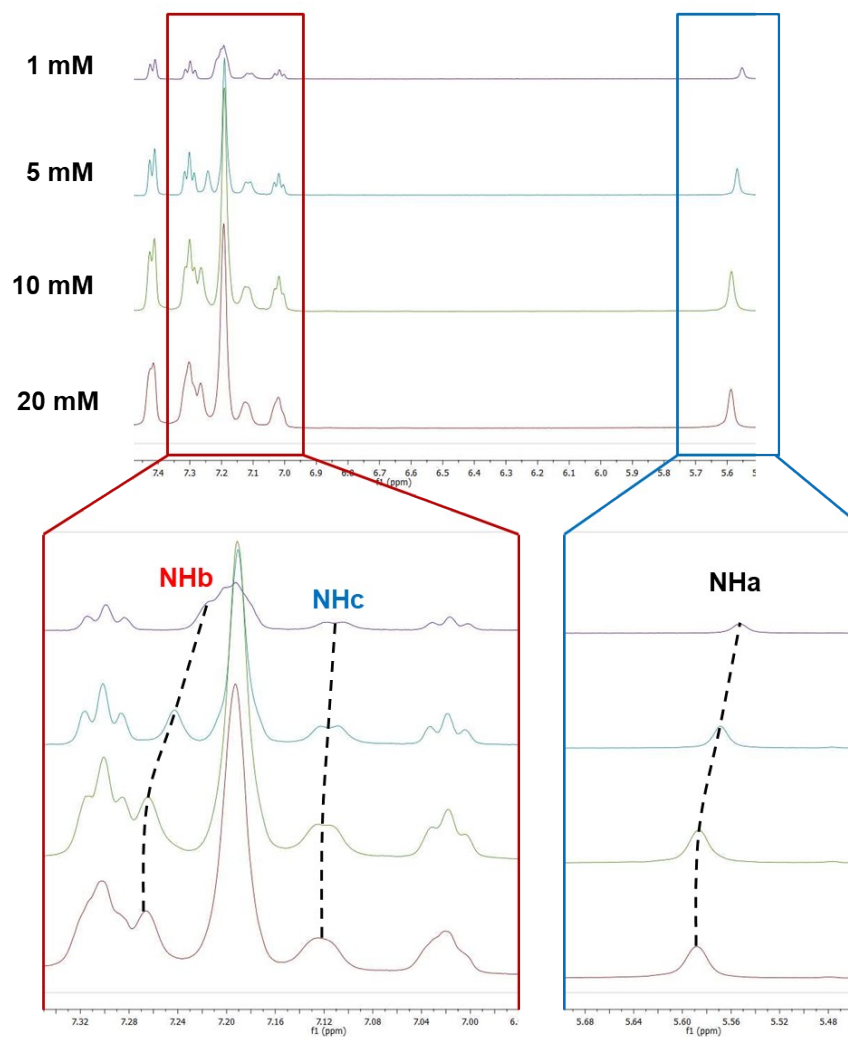 1 mM
5 mM
10 mM
20 mM
7.4 7.3 7.2 7.1 7.0 6.9 6.8 6.7 6.6 6.5 6.4 6.3 6.2 6.1 6.0 5.9 5.8 5.7 5.6 5
f1 (ppm)
NHb
NHc
NHa
7.32 7.28 7.24 7.20 7.16 7.12 7.08 7.04 7.00 6.
f1 (ppm)
5.68 5.64 5.60 5.56 5.52 5.48
f1 (ppm)